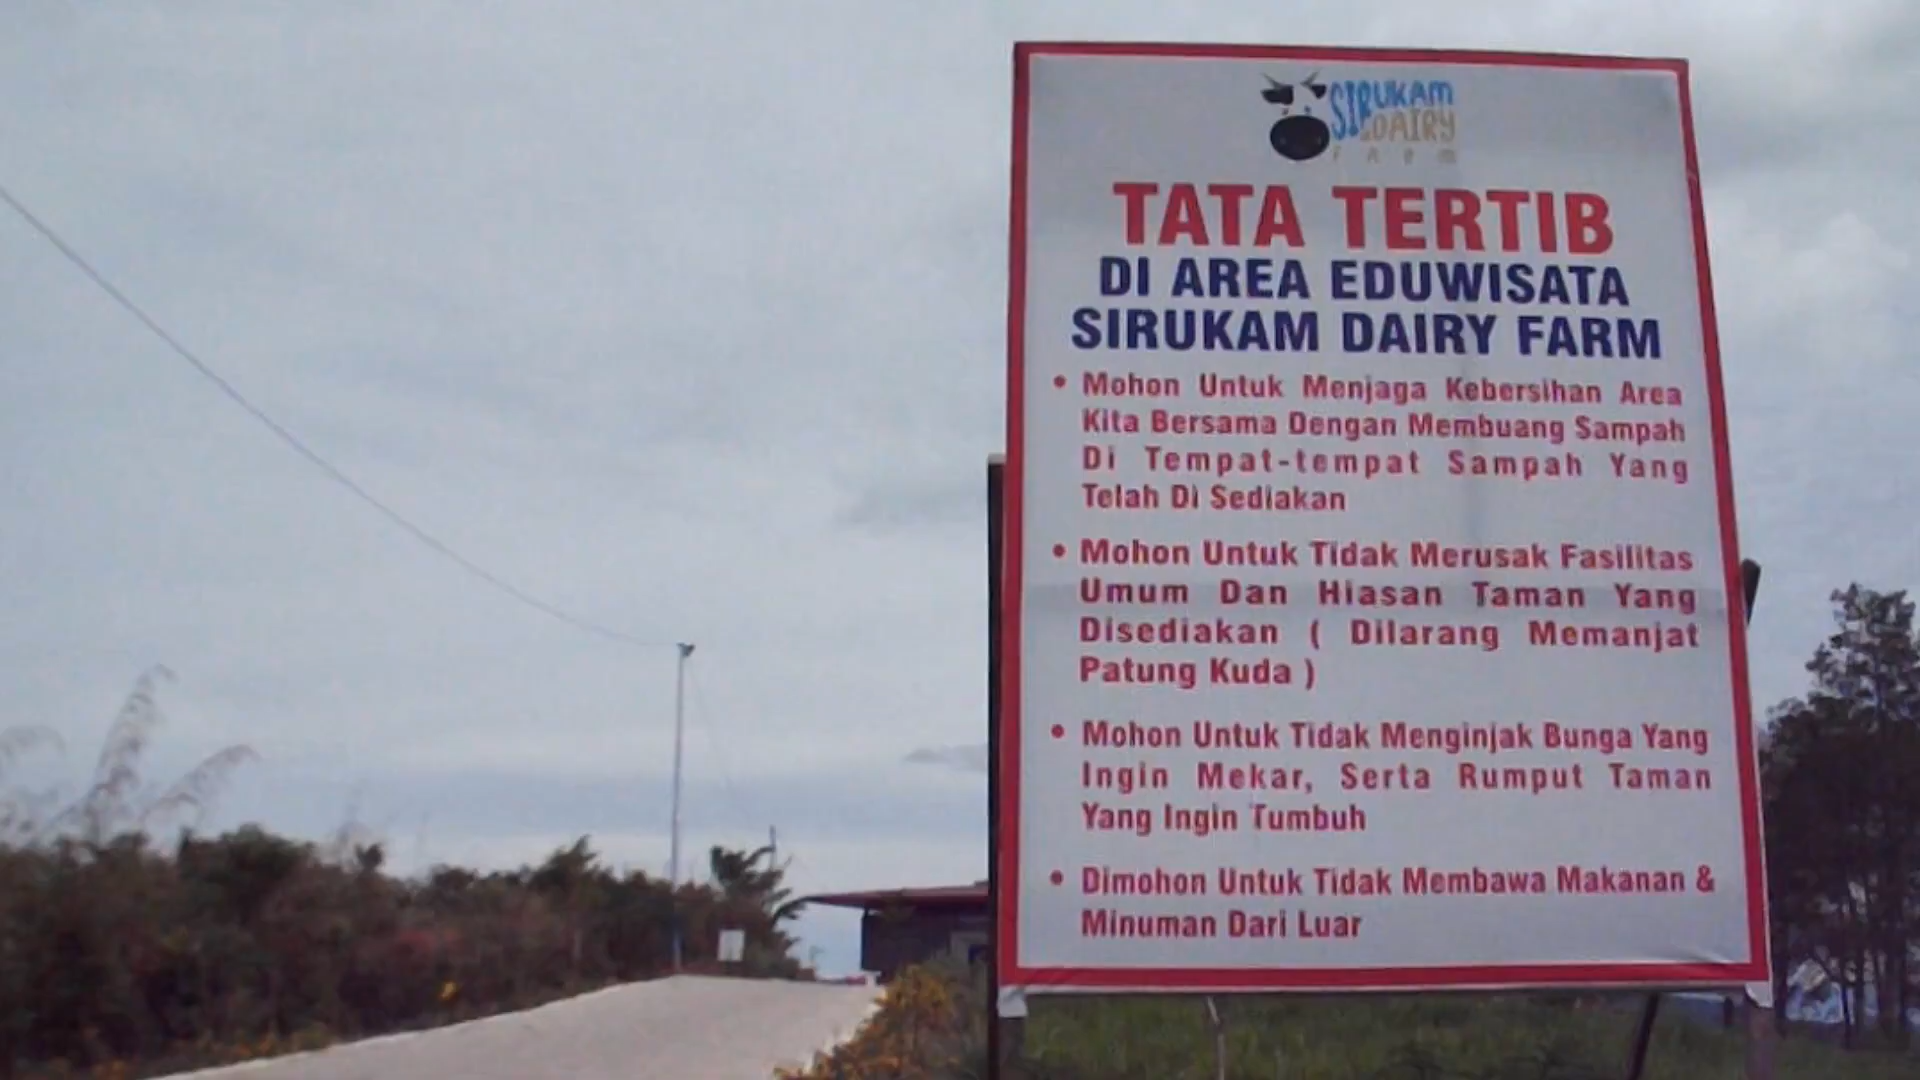 SIRUKAM
DAIRY
FARM
TATA TERTIB
DI AREA EDUWISATA
SIRUKAM DAIRY FARM
• Mohon Untuk Menjaga Kebersihan Area
Kita Bersama Dengan Membuang Sampah
Di Tempat-tempat Sampah Yang
Telah Di Sediakan
• Mohon Untuk Tidak Merusak Fasilitas
Umum Dan Hiasan Taman Yang
Disediakan ( Dilarang Memanjat
Patung Kuda )
• Mohon Untuk Tidak Menginjak Bunga Yang
Ingin Mekar, Serta Rumput Taman
Yang Ingin Tumbuh
• Dimohon Untuk Tidak Membawa Makanan &
Minuman Dari Luar